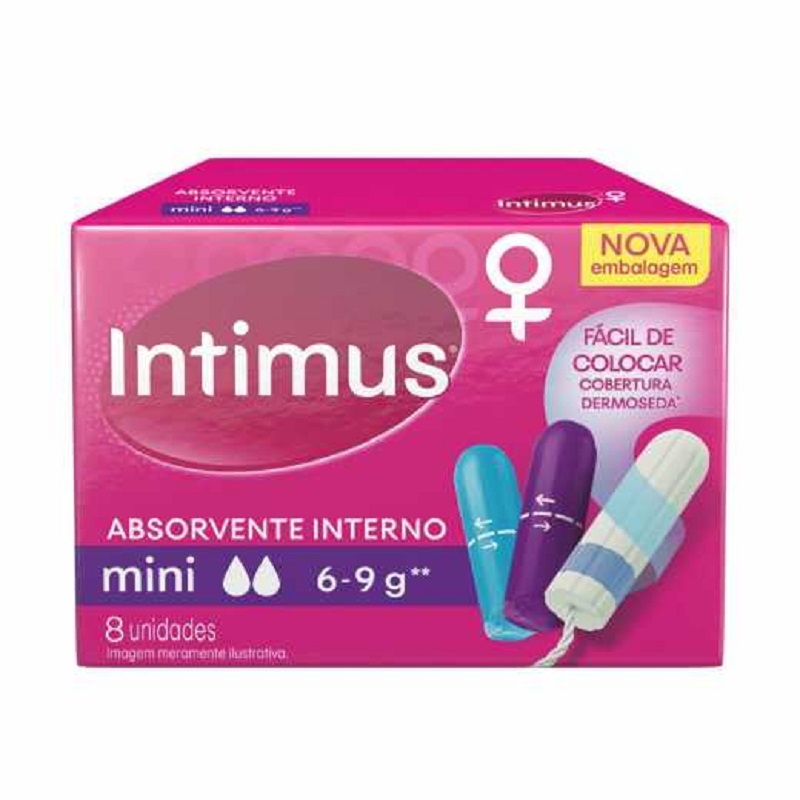 ABSORVENTE
INTERNO
mini 6-9g**
Intimus
NOVA
embalagem
Intimus®
FÁCIL DE
COLOCAR
COBERTURA
DERMOSEDA*
ABSORVENTE INTERNO
mini 6-9 g**
8 unidades
Imagem meramente ilustrativa.